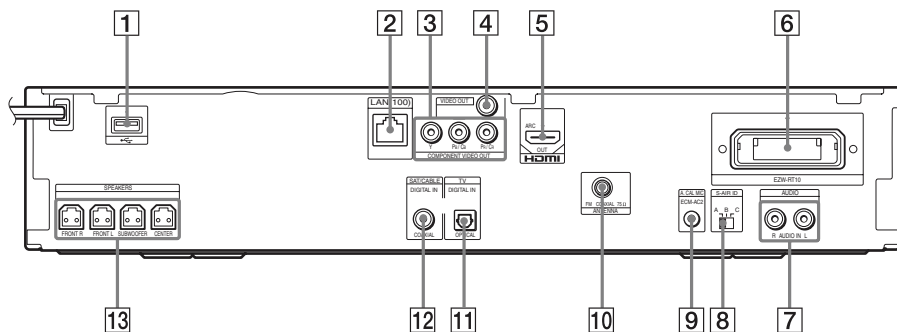 1
2
3
4
5
6
LAN(100)
VIDEO OUT
Y
PB / CB
PR / CR
COMPONENT VIDEO OUT
ARC
OUT
HDMI
EZW-RT10
SPEAKERS
FRONT R
FRONT L
SUBWOOFER
CENTER
SAT/CABLE
DIGITAL IN
COAXIAL
TV
DIGITAL IN
OPTICAL
FM COAXIAL 75Ω
ANTENNA
A. CAL MIC
ECM-AC2
S-AIR ID
A B C
AUDIO
R AUDIO IN L
13
12
11
10
9
8
7